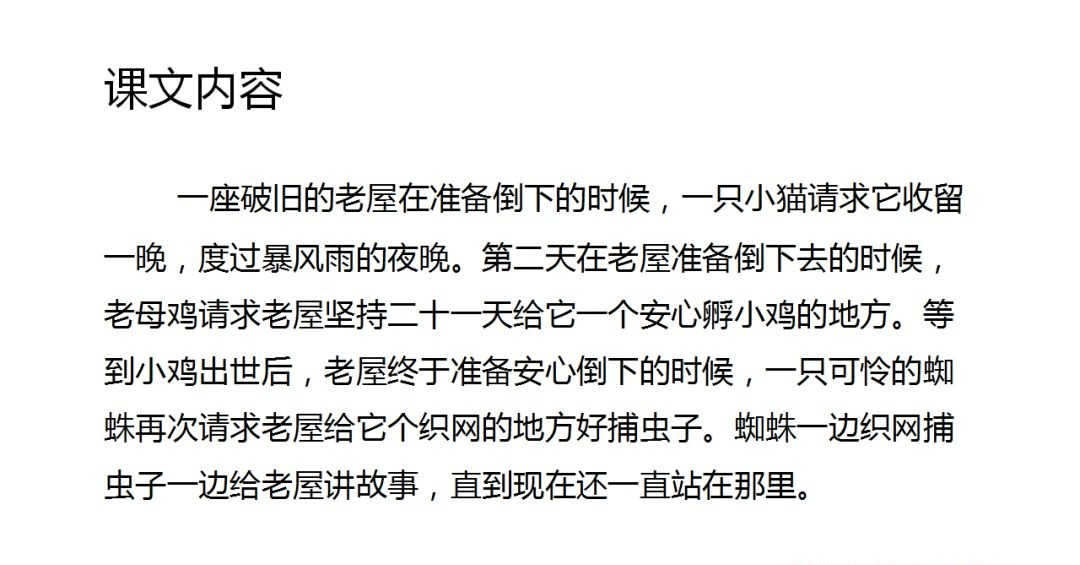 课文内容
一座破旧的老屋在准备倒下的时候，一只小猫请求它收留
一晚，度过暴风雨的夜晚。第二天在老屋准备倒下去的时候，
老母鸡请求老屋坚持二十一天给它一个安心孵小鸡的地方。等
到小鸡出世后，老屋终于准备安心倒下的时候，一只可怜的蜘
蛛再次请求老屋给它个织网的地方好捕虫子。蜘蛛一边织网捕
虫子一边给老屋讲故事，直到现在还一直站在那里。